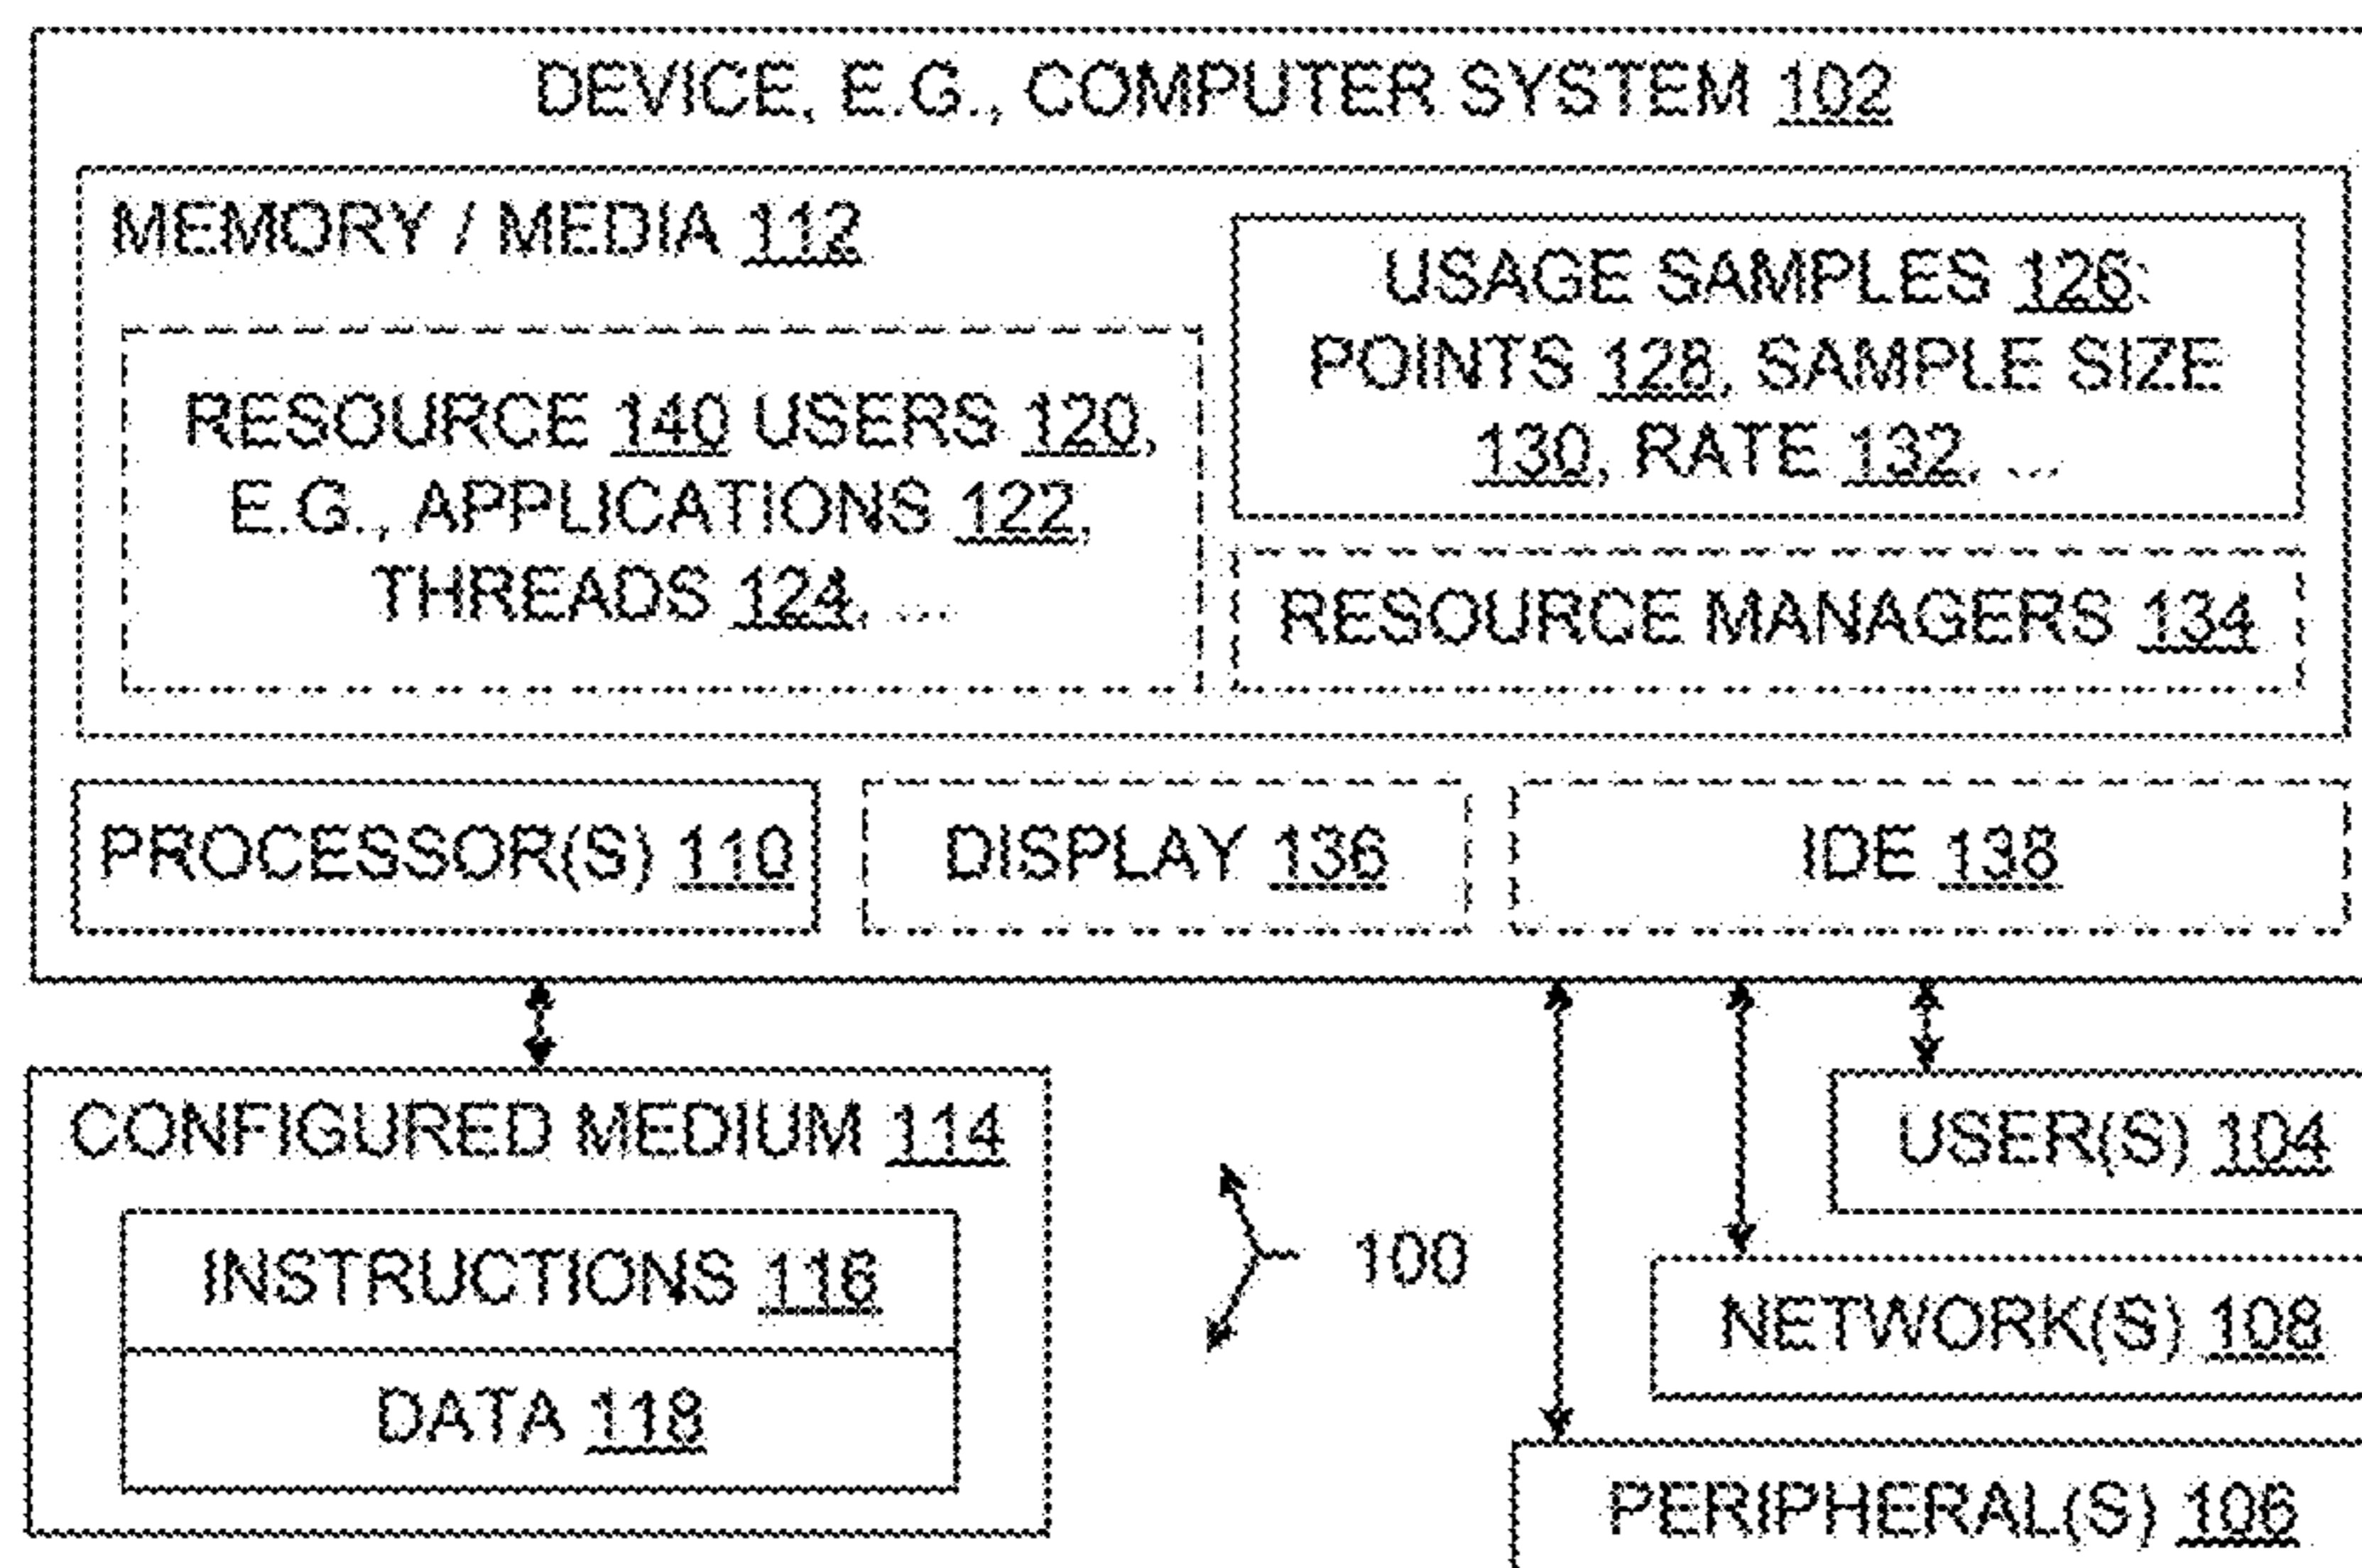 DEVICE, E.G., COMPUTER SYSTEM 102
MEMORY / MEDIA 112
RESOURCE 140 USERS 120,
E.G., APPLICATIONS 122,
THREADS 124, ...
USAGE SAMPLES 126:
POINTS 128, SAMPLE SIZE
130, RATE 132, ...
RESOURCE MANAGERS 134
PROCESSOR(S) 110
DISPLAY 136
IDE 138
CONFIGURED MEDIUM 114
INSTRUCTIONS 116
DATA 118
100
USER(S) 104
NETWORK(S) 108
PERIPHERAL(S) 106